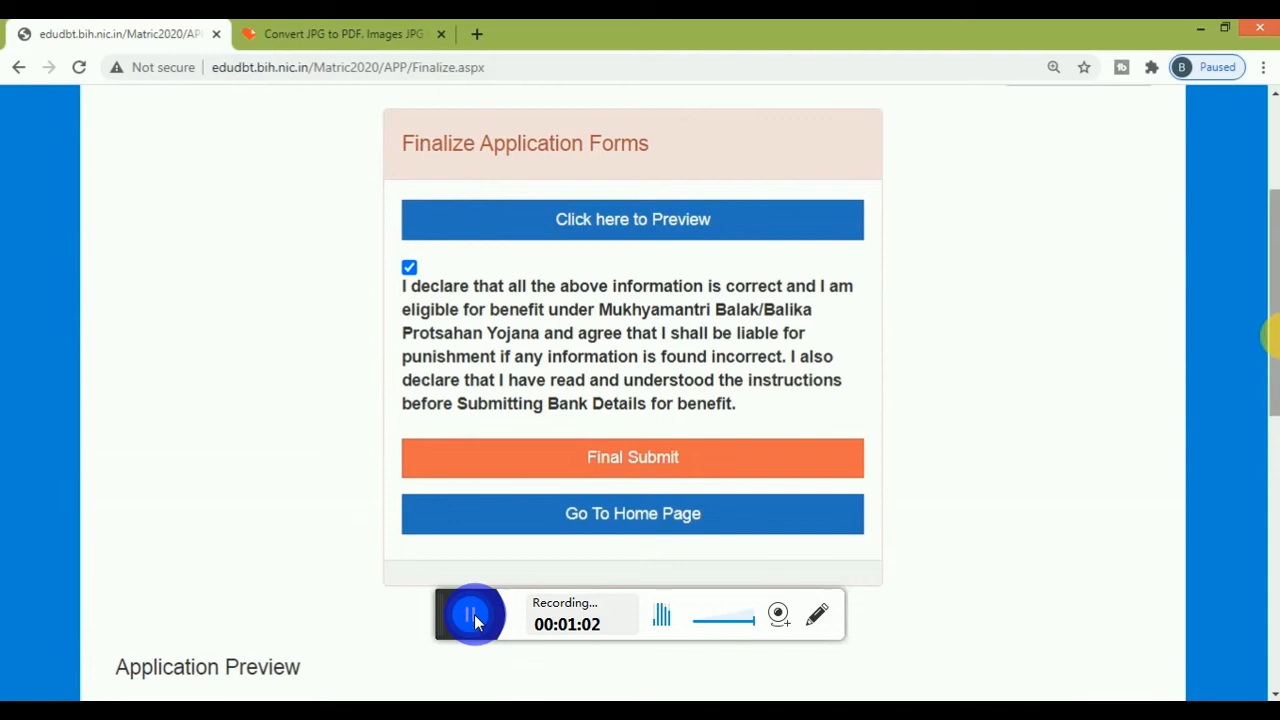 edudbt.bih.nic.in/Matric2020/AP
Convert JPG to PDF. Images JPG
Not secure
edudbt.bih.nic.in/Matric2020/APP/Finalize.aspx
B
Paused
Finalize Application Forms
Click here to Preview
I declare that all the above information is correct and I am
eligible for benefit under Mukhyamantri Balak/Balika
Protsahan Yojana and agree that I shall be liable for
punishment if any information is found incorrect. I also
declare that I have read and understood the instructions
before Submitting Bank Details for benefit.
Final Submit
Go To Home Page
Recording...
00:01:02
Application Preview